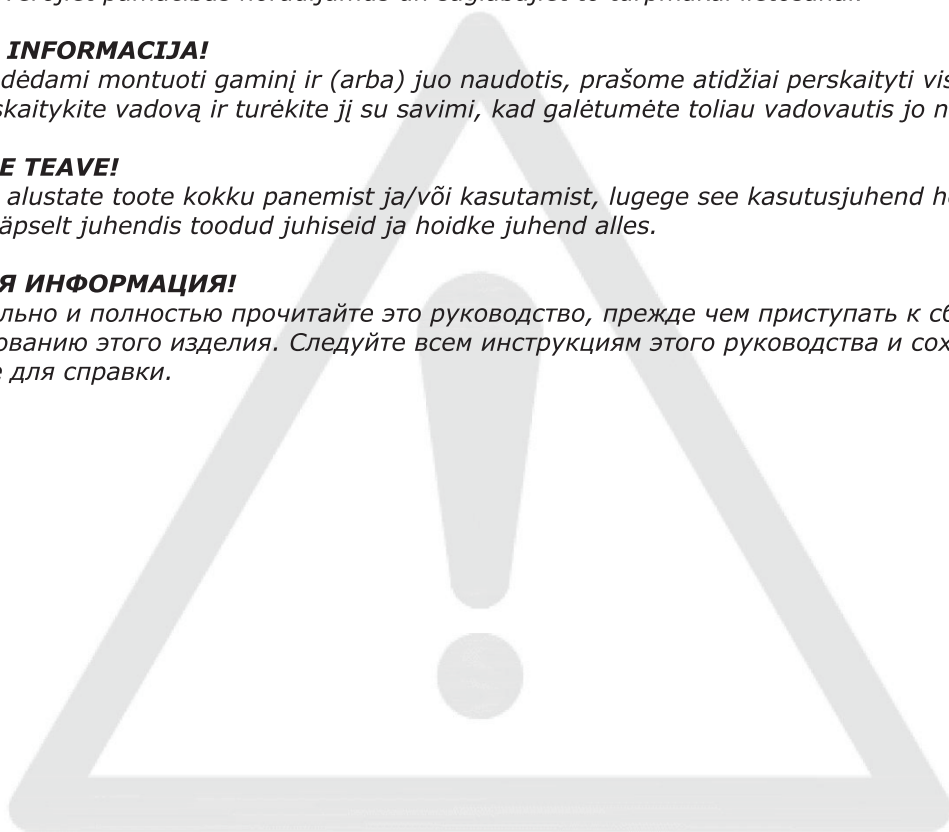 INFORMACIJA!
dėdami montuoti gaminį ir (arba) juo naudotis, prašome atidžiai perskaityti vis
skaitykite vadovą ir turėkite jį su savimi, kad galėtumėte toliau vadovautis jo n
E TEAVE!
alustate toote kokku panemist ja/või kasutamist, lugege see kasutusjuhend h
äpselt juhendis toodud juhiseid ja hoidke juhend alles.
Я ИНФОРМАЦИЯ!
льно и полностью прочитайте это руководство, прежде чем приступать к сб
ованию этого изделия. Следуйте всем инструкциям этого руководства и сох
е для справки.